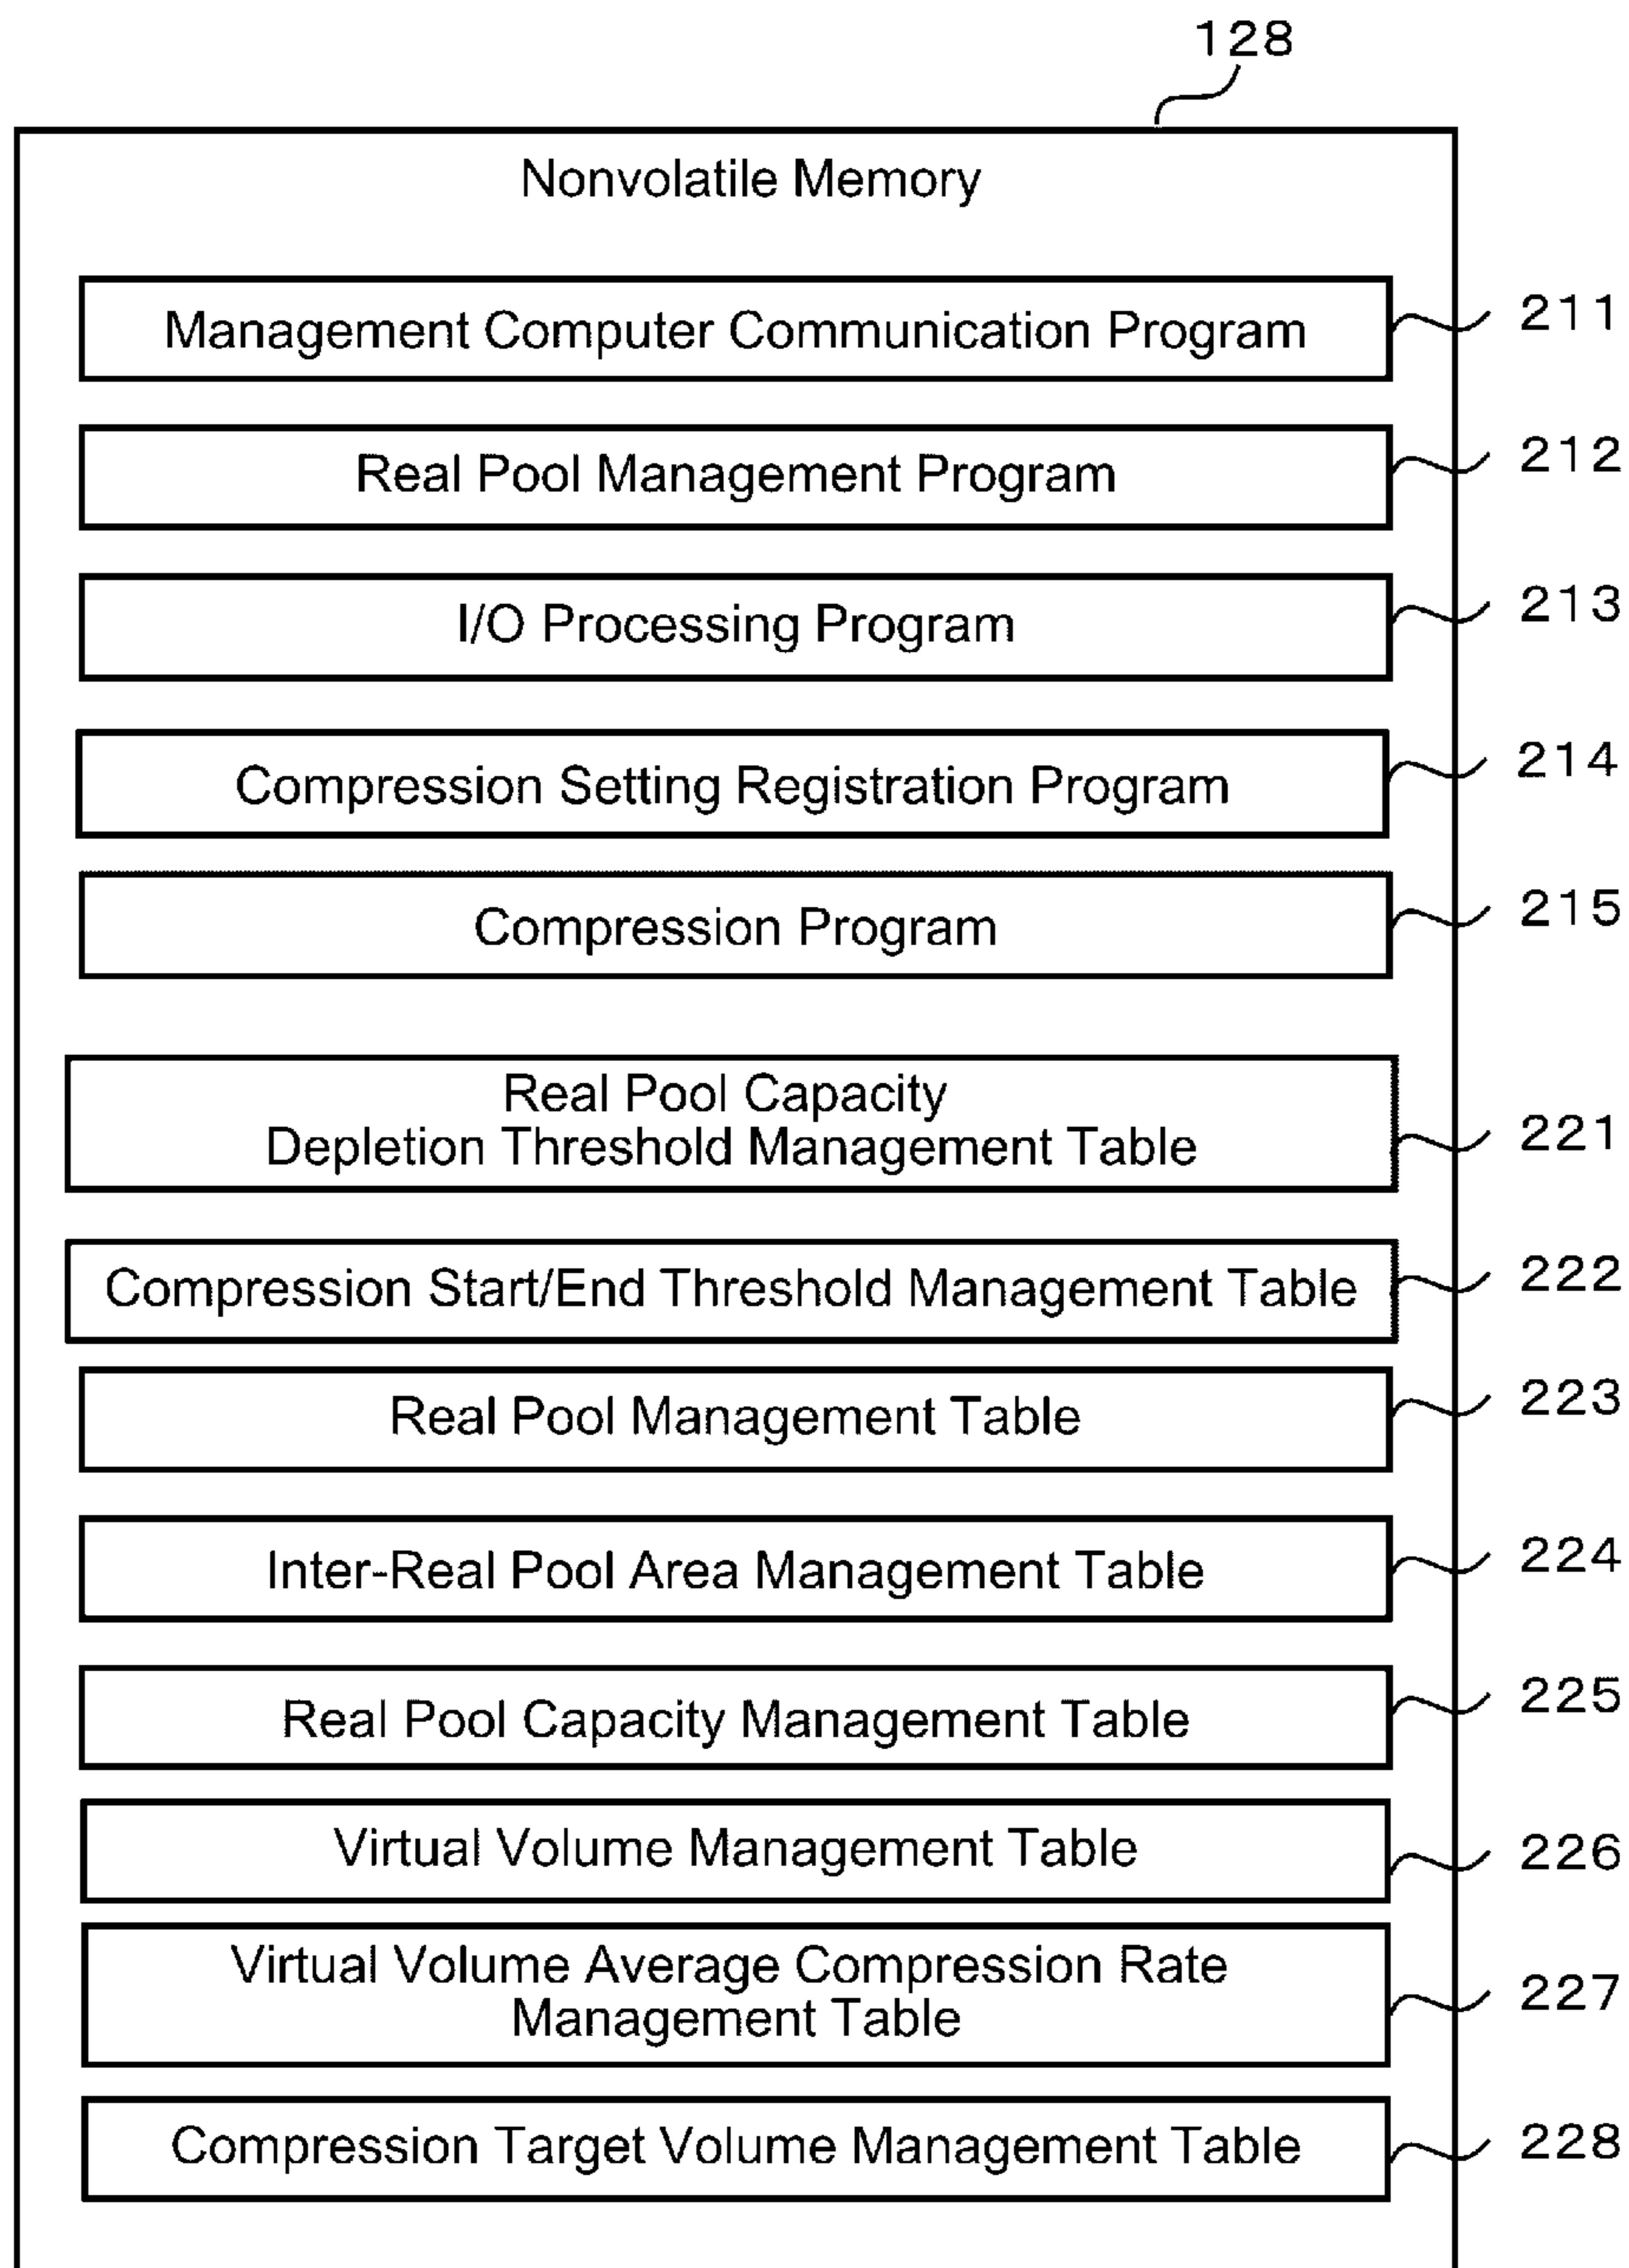 128
Nonvolatile Memory
Management Computer Communication Program
211
Real Pool Management Program
212
I/O Processing Program
213
Compression Setting Registration Program
214
Compression Program
215
Real Pool Capacity
Depletion Threshold Management Table
221
Compression Start/End Threshold Management Table
222
Real Pool Management Table
223
Inter-Real Pool Area Management Table
224
Real Pool Capacity Management Table
225
Virtual Volume Management Table
226
Virtual Volume Average Compression Rate
Management Table
227
Compression Target Volume Management Table
228